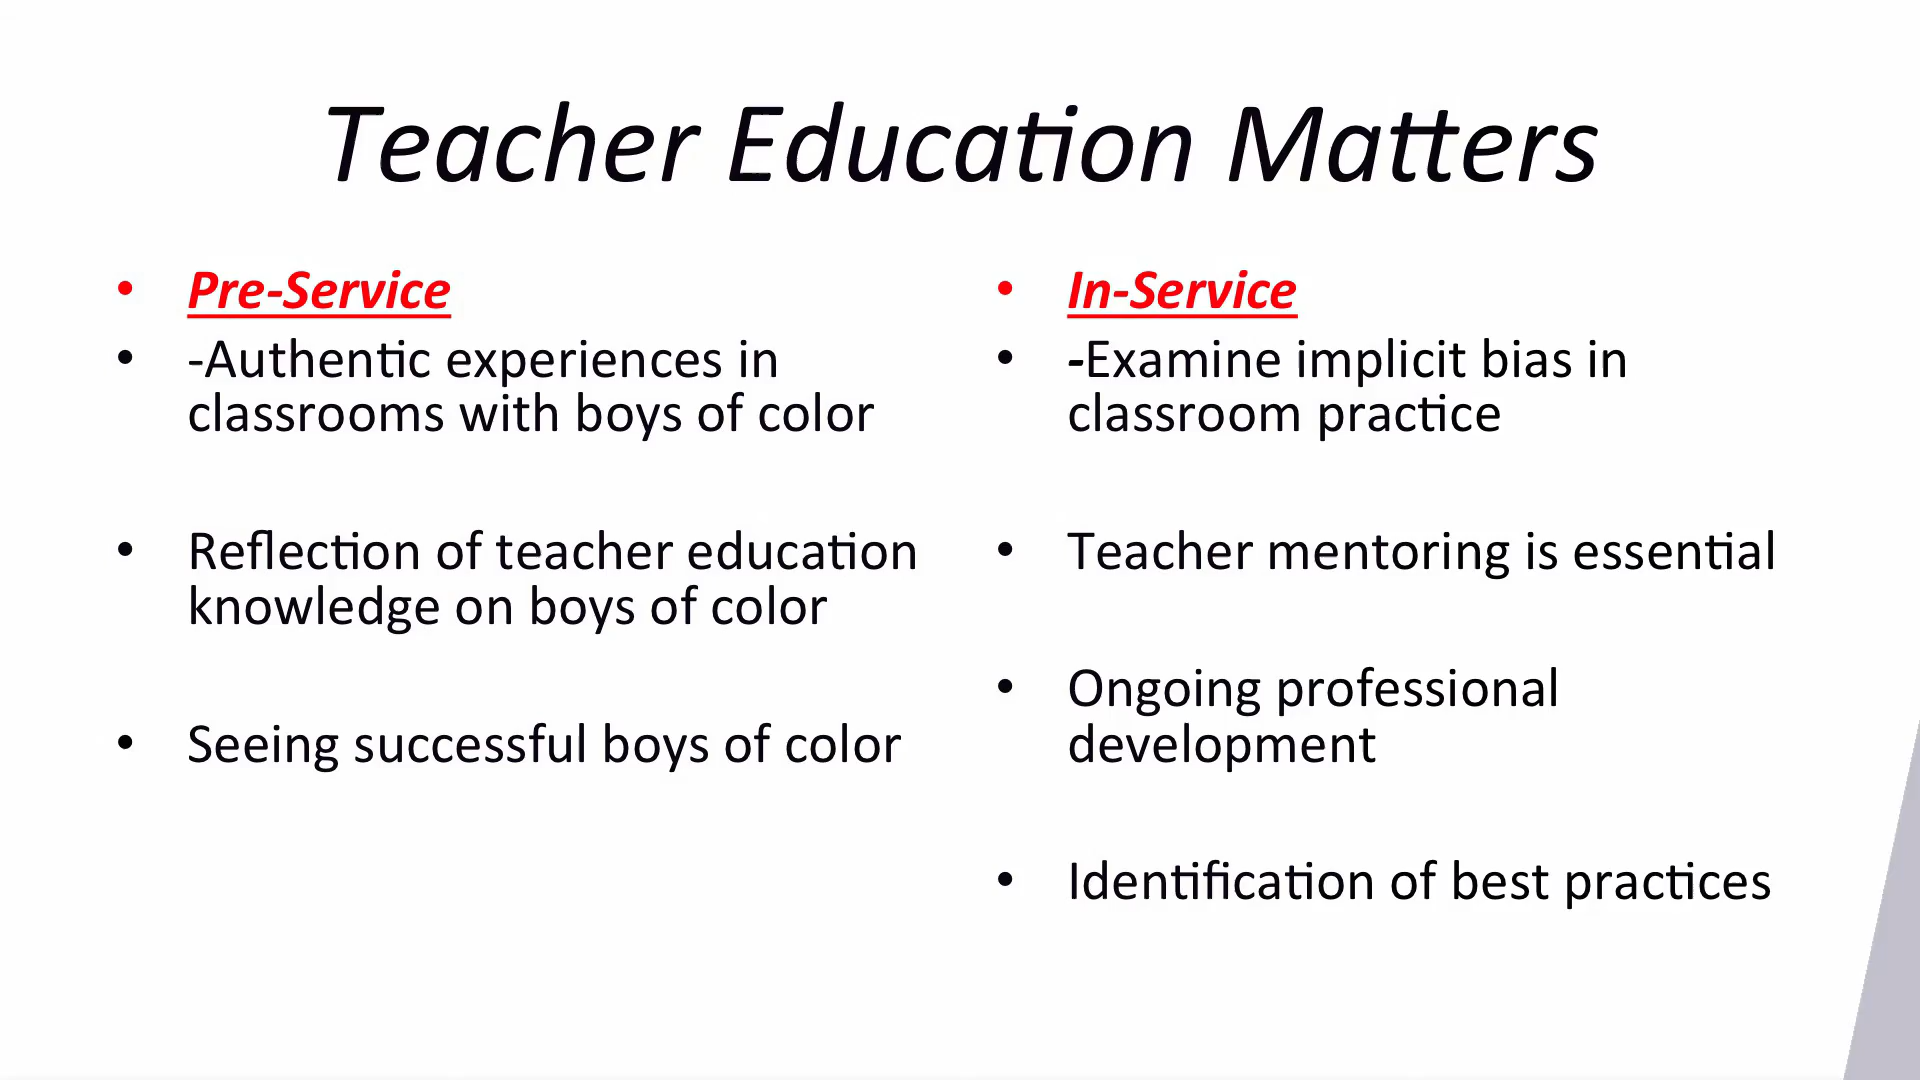 Teacher Education Matters
• Pre-Service
• -Authentic experiences in
classrooms with boys of color
• Reflection of teacher education
knowledge on boys of color
• Seeing successful boys of color
• In-Service
• -Examine implicit bias in
classroom practice
• Teacher mentoring is essential
• Ongoing professional
development
• Identification of best practices